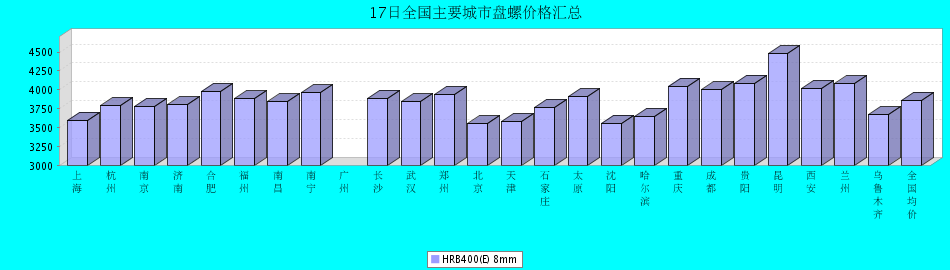 17日全国主要城市盘螺价格汇总
4500
4250
4000
3750
3500
3250
3000
上海
杭州
南京
济南
合肥
福州
南昌
南宁
广州
长沙
武汉
郑州
北京
天津
石家庄
太原
沈阳
哈尔滨
重庆
成都
贵阳
昆明
西安
兰州
乌鲁木齐
全国均价
HRB400(E) 8mm